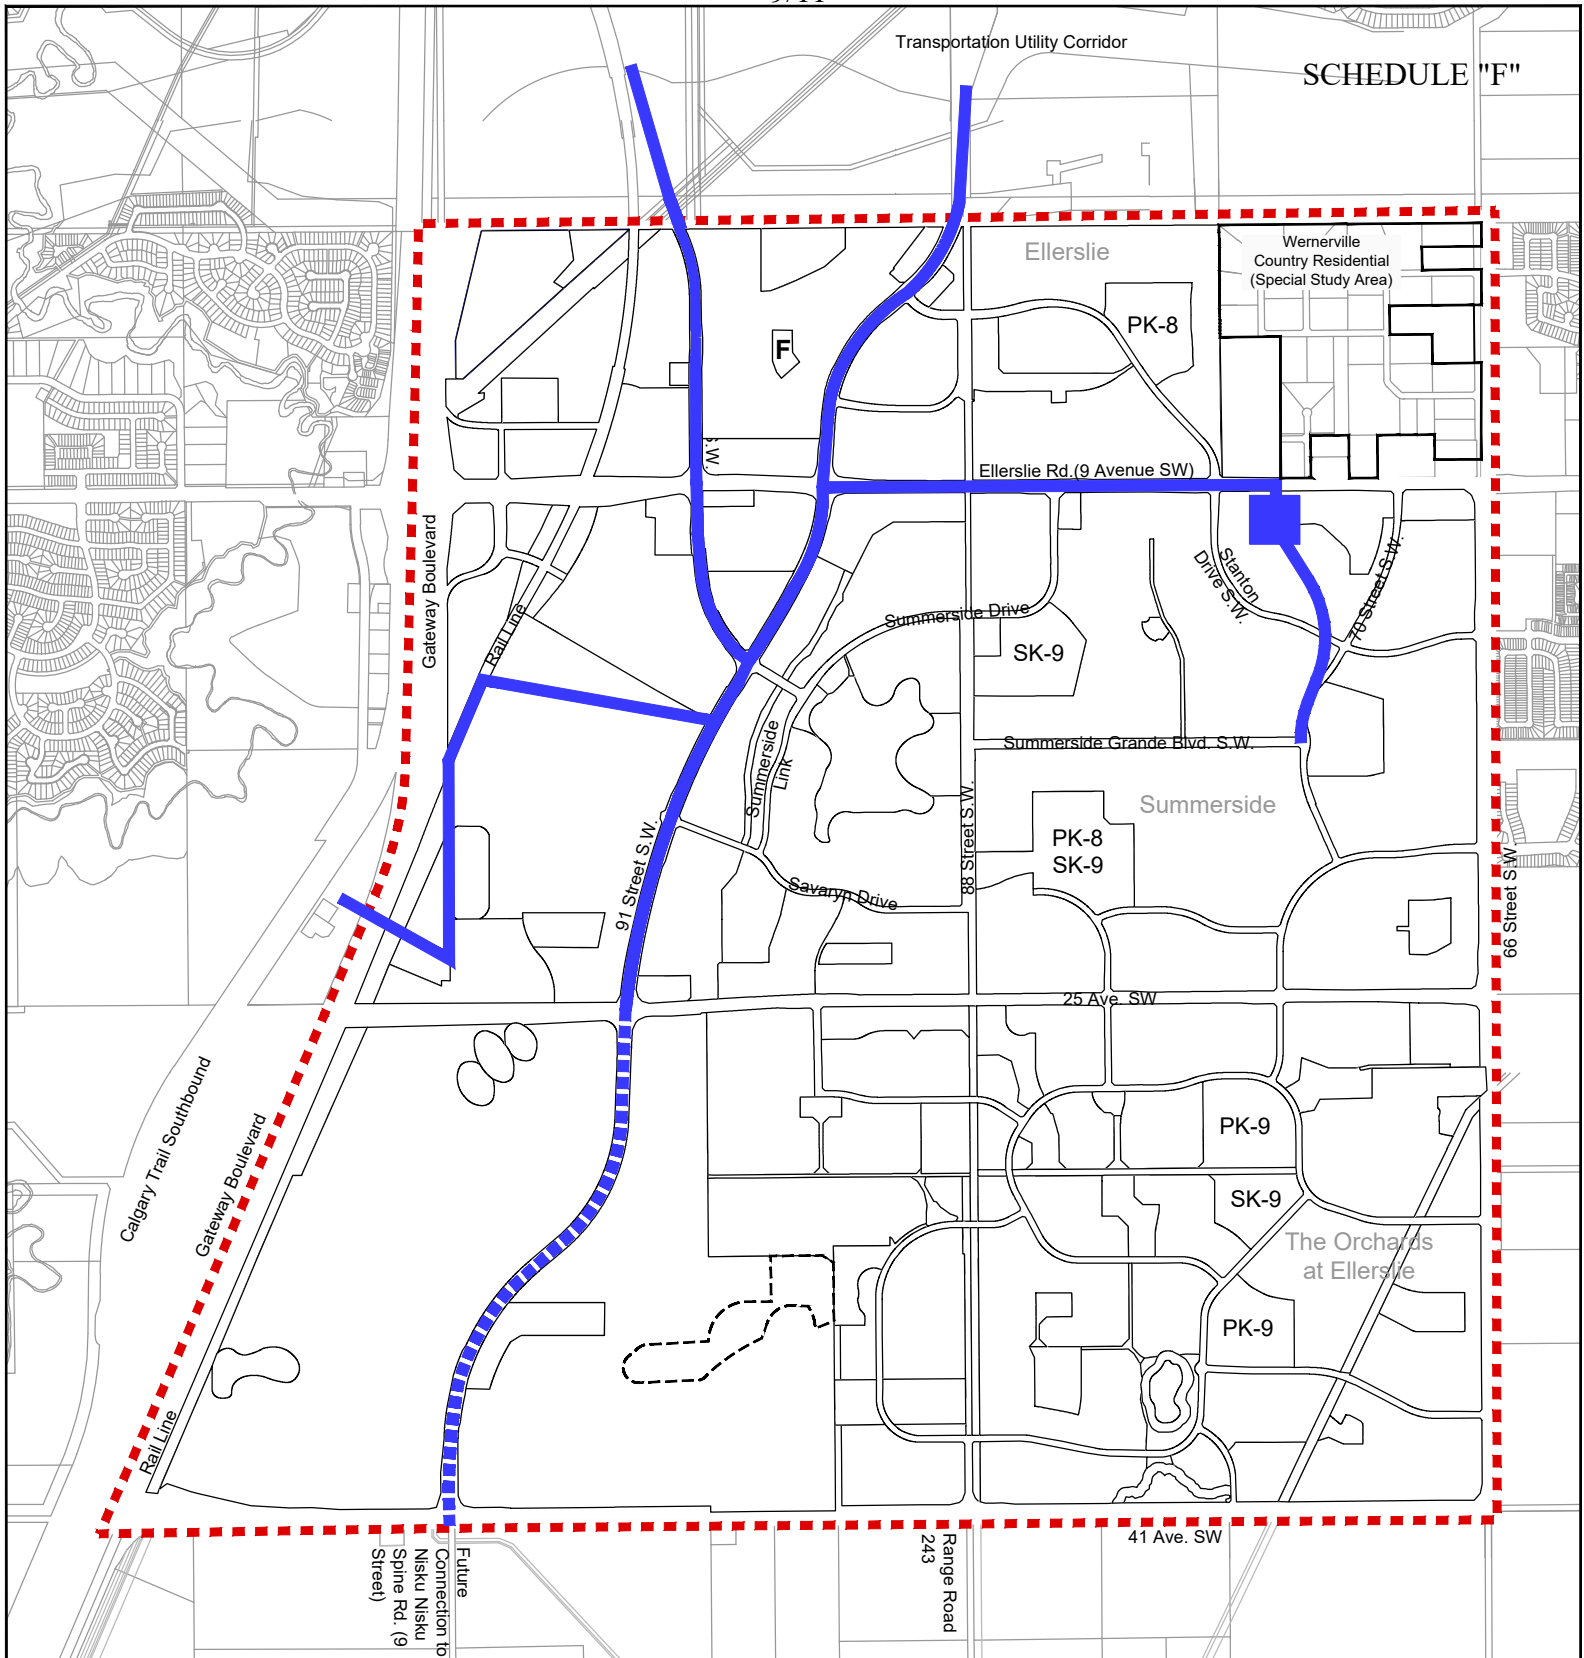 Transportation Utility Corridor
SCHEDULE "F"
Ellerslie
Wernerville
Country Residential
(Special Study Area)
PK-8
F
S.W.
Ellerslie Rd.(9 Avenue SW)
Gateway Boulevard
Rail Line
Stanton
Drive S.W.
70 Street S.W.
Summerside Drive
SK-9
Summerside
Link
Summerside Grande Blvd. S.W.
Summerside
88 Street S.W.
PK-8
SK-9
91 Street S.W.
Savaryn Drive
66 Street S.W.
25 Ave. SW
Calgary Trail Southbound
Gateway Boulevard
PK-9
SK-9
The Orchards
at Ellerslie
PK-9
Rail Line
41 Ave. SW
Future
Connection to
Nisku Nisku
Spine Rd. (9
Street)
Range Road
243